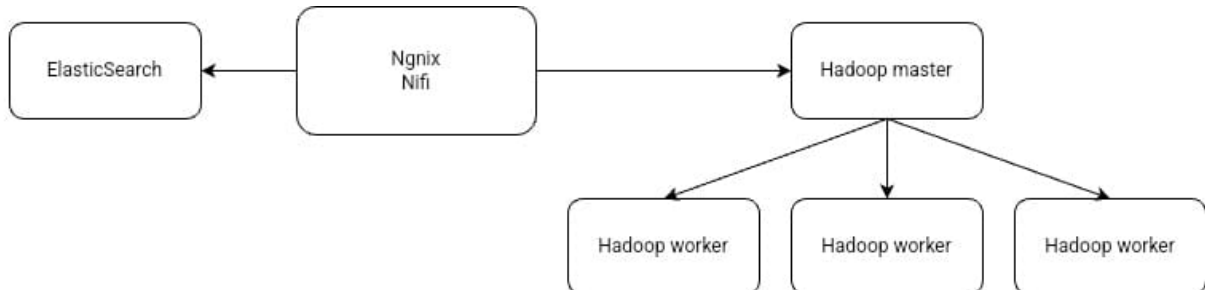 ElasticSearch
Ngnix
Nifi
Hadoop master
Hadoop worker
Hadoop worker
Hadoop worker